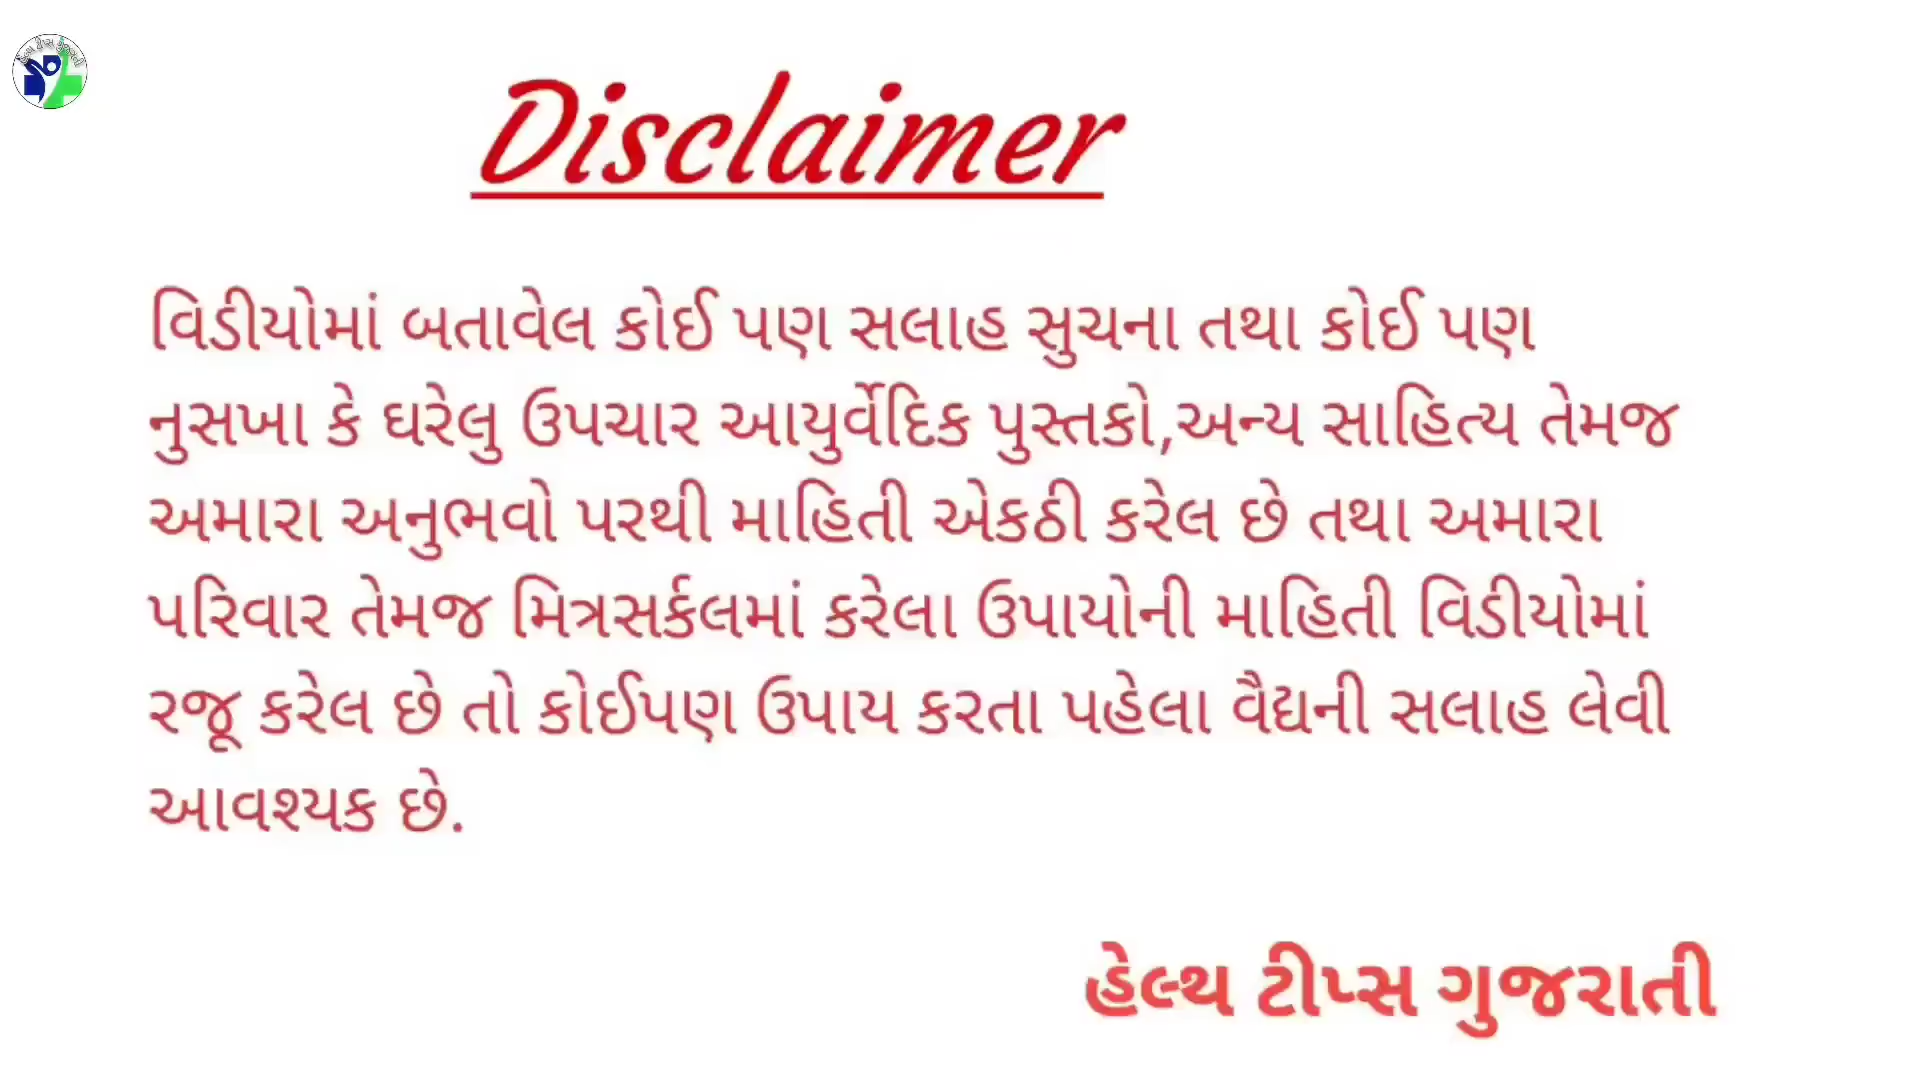 Disclaimer
વિડીયોમાં બતાવેલ કોઈ પણ સલાહ સુચના તથા કોઈ પણ
નુસખા કે ઘરેલુ ઉપચાર આયુર્વેદિક પુસ્તકો,અન્ય સાહિત્ય તેમજ
અમારા અનુભવો પરથી માહિતી એકઠી કરેલ છે તથા અમારા
પરિવાર તેમજ મિત્રસર્કલમાં કરેલા ઉપાયોની માહિતી વિડીયોમાં
રજૂ કરેલ છે તો કોઈપણ ઉપાય કરતા પહેલા વૈદ્યની સલાહ લેવી
આવશ્યક છે.
હેલ્થ ટીપ્સ ગુજરાતી